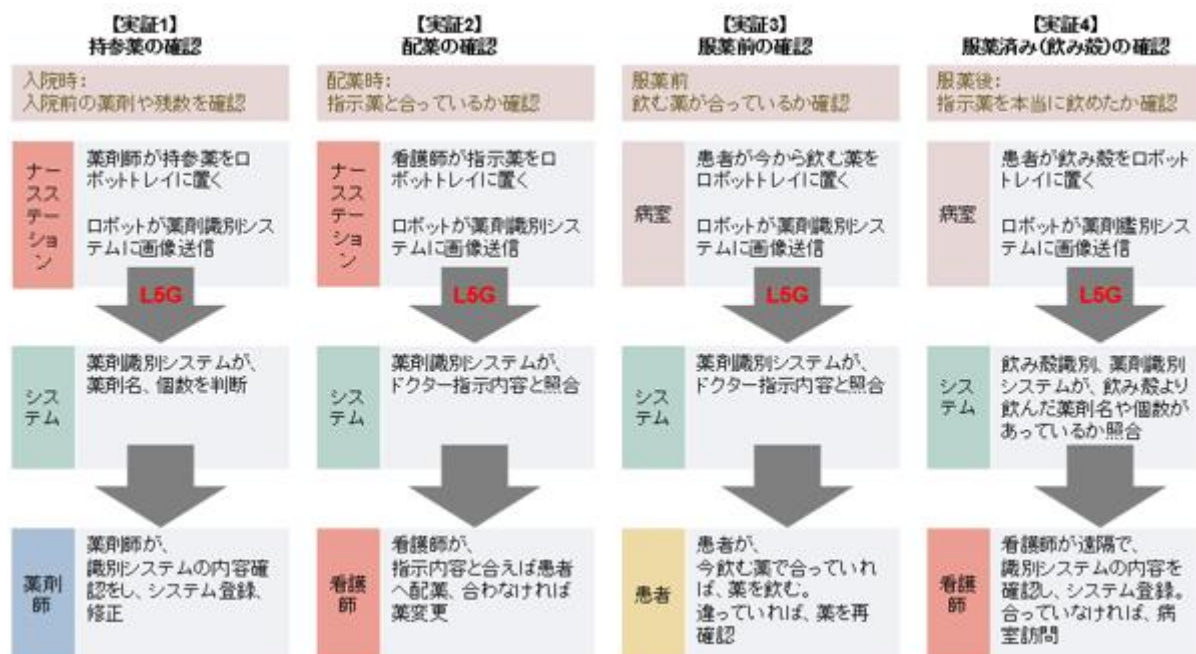 【実証1】
持参薬の確認
入院時:
入院前の薬剤や残数を確認
ナー
スス
テー
ショ
ン
薬剤師が持参薬をロ
ボットトレイに置く
ロボットが薬剤識別シス
テムに画像送信
L5G
シス
テム
薬剤識別システムが、
薬剤名、個数を判断
薬剤
師
薬剤師が、
識別システムの内容確
認をし、システム登録、
修正
【実証2】
配薬の確認
配薬時:
指示薬と合っているか確認
ナー
スス
テー
ショ
ン
看護師が指示薬をロ
ボットトレイに置く
ロボットが薬剤識別シス
テムに画像送信
L5G
シス
テム
薬剤識別システムが、
ドクター指示内容と照合
看護
師
看護師が、
指示内容と合えば患者
へ配薬、合わなければ
薬変更
【実証3】
服薬前の確認
服薬前
飲む薬が合っているか確認
病室
患者が今から飲む薬を
ロボットトレイに置く
ロボットが薬剤識別シス
テムに画像送信
L5G
シス
テム
薬剤識別システムが、
ドクター指示内容と照合
患者
患者が、
今飲む薬で合っていれ
ば、薬を飲む。
違っていれば、薬を再
確認
【実証4】
服薬済み(飲み殻)の確認
服薬後:
指示薬を本当に飲めたか確認
病室
患者が飲み殻をロボット
トレイに置く
ロボットが薬剤鑑別シス
テムに画像送信
L5G
シス
テム
飲み殻識別、薬剤識別
システムが、飲み殻より
飲んだ薬剤名や個数が
あっているか照合
看護
師
看護師が遠隔で、
識別システムの内容を
確認し、システム登録。
合っていなければ、病
室訪問